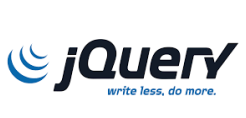 jQuery
write less, do more.